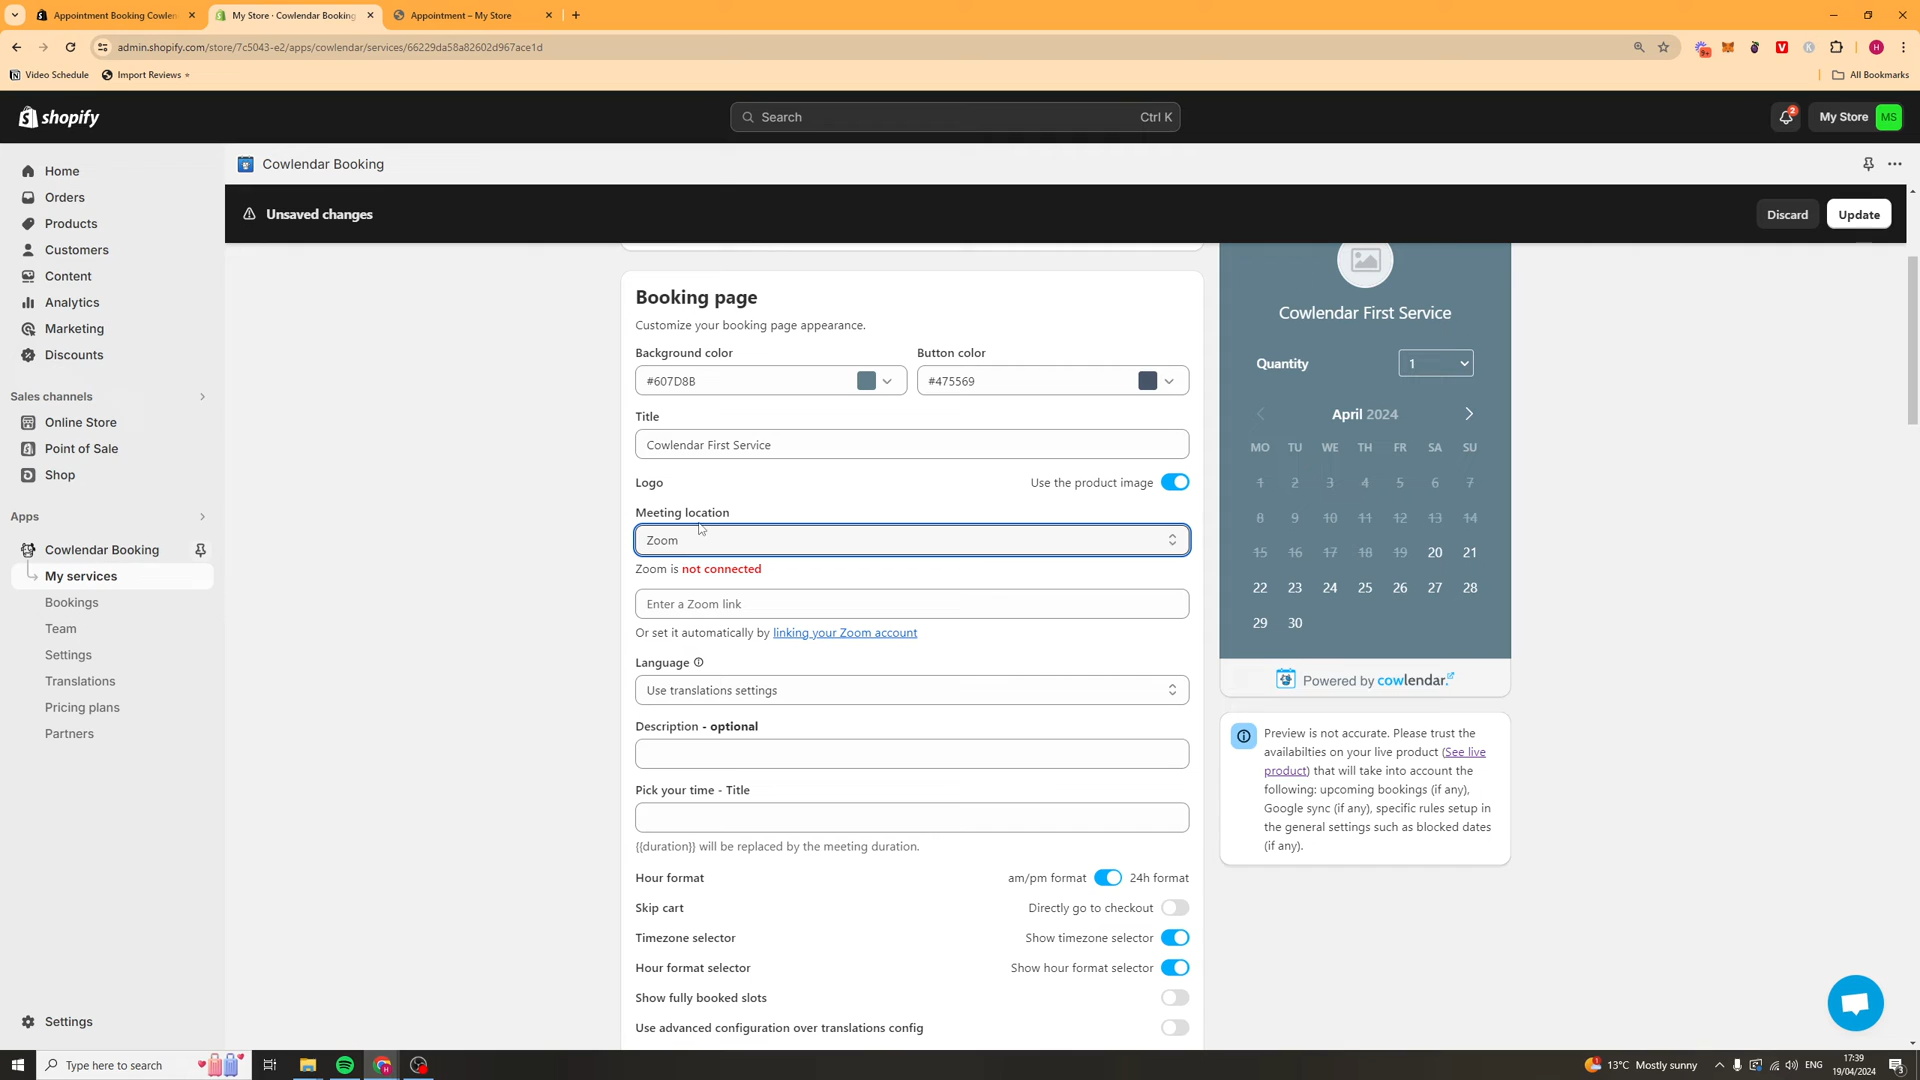 Appointment Booking Cowlen
My Store · Cowlendar Booking
Appointment – My Store
admin.shopify.com/store/7c5043-e2/apps/cowlendar/services/66229da58a82602d967ace1d
9+
H
Video Schedule
Import Reviews
All Bookmarks
shopify
Search
Ctrl K
2
My Store
MS
Home
Orders
Products
Customers
Content
Analytics
Marketing
Discounts
Sales channels
Online Store
Point of Sale
Shop
Apps
Cowlendar Booking
My services
Bookings
Team
Settings
Translations
Pricing plans
Partners
Settings
Cowlendar Booking
Unsaved changes
Discard
Update
Booking page
Customize your booking page appearance.
Background color
Button color
#607D8B
#475569
Title
Cowlendar First Service
Logo
Use the product image
Meeting location
Zoom
Zoom is not connected
Enter a Zoom link
Or set it automatically by linking your Zoom account
Language
Use translations settings
Description - optional
Pick your time - Title
{{duration}} will be replaced by the meeting duration.
Hour format
am/pm format
24h format
Skip cart
Directly go to checkout
Timezone selector
Show timezone selector
Hour format selector
Show hour format selector
Show fully booked slots
Use advanced configuration over translations config
Cowlendar First Service
Quantity
1
April 2024
MO TU WE TH FR SA SU
1 2 3 4 5 6 7
8 9 10 11 12 13 14
15 16 17 18 19 20 21
22 23 24 25 26 27 28
29 30
Powered by cowlendar.
Preview is not accurate. Please trust the
availabilties on your live product (See live
product) that will take into account the
following: upcoming bookings (if any),
Google sync (if any), specific rules setup in
the general settings such as blocked dates
(if any).
Type here to search
1
13°C Mostly sunny
ENG
17:39
19/04/2024
3